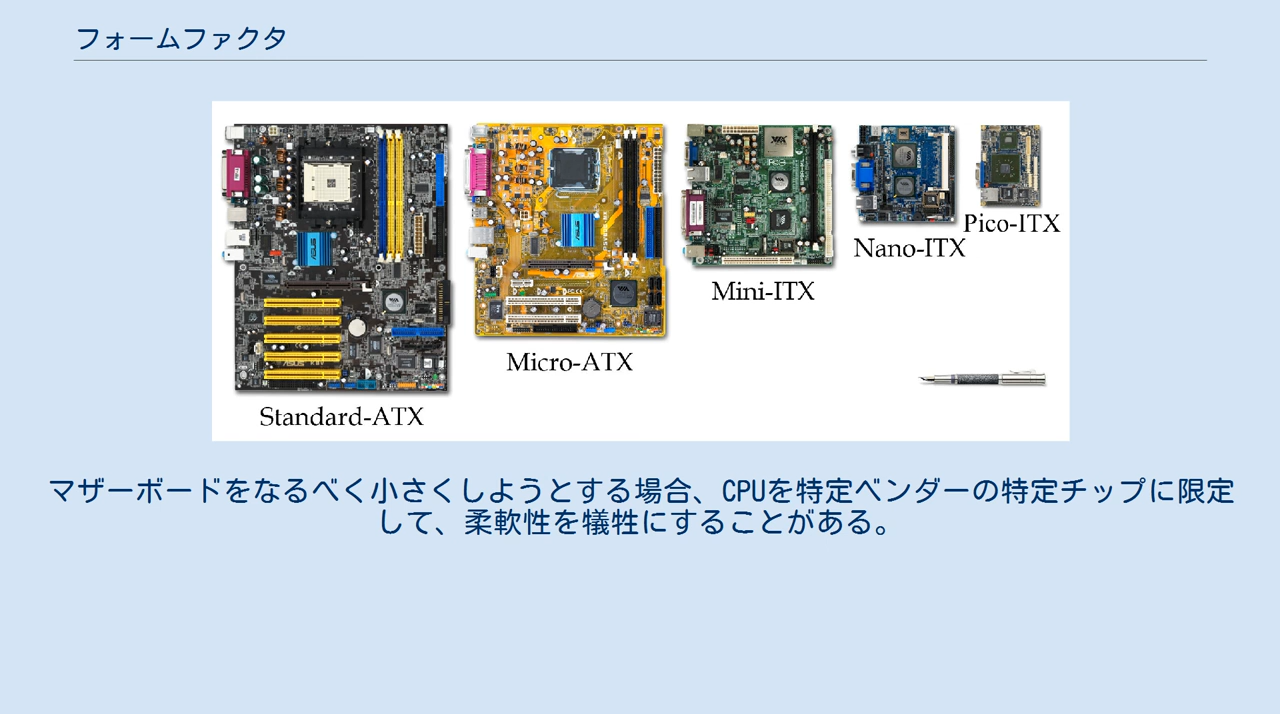 フォームファクタ
Standard-ATX
Micro-ATX
Mini-ITX
Nano-ITX
Pico-ITX
マザーボードをなるべく小さくしようとする場合、CPUを特定ベンダーの特定チップに限定
して、柔軟性を犠牲にすることがある。